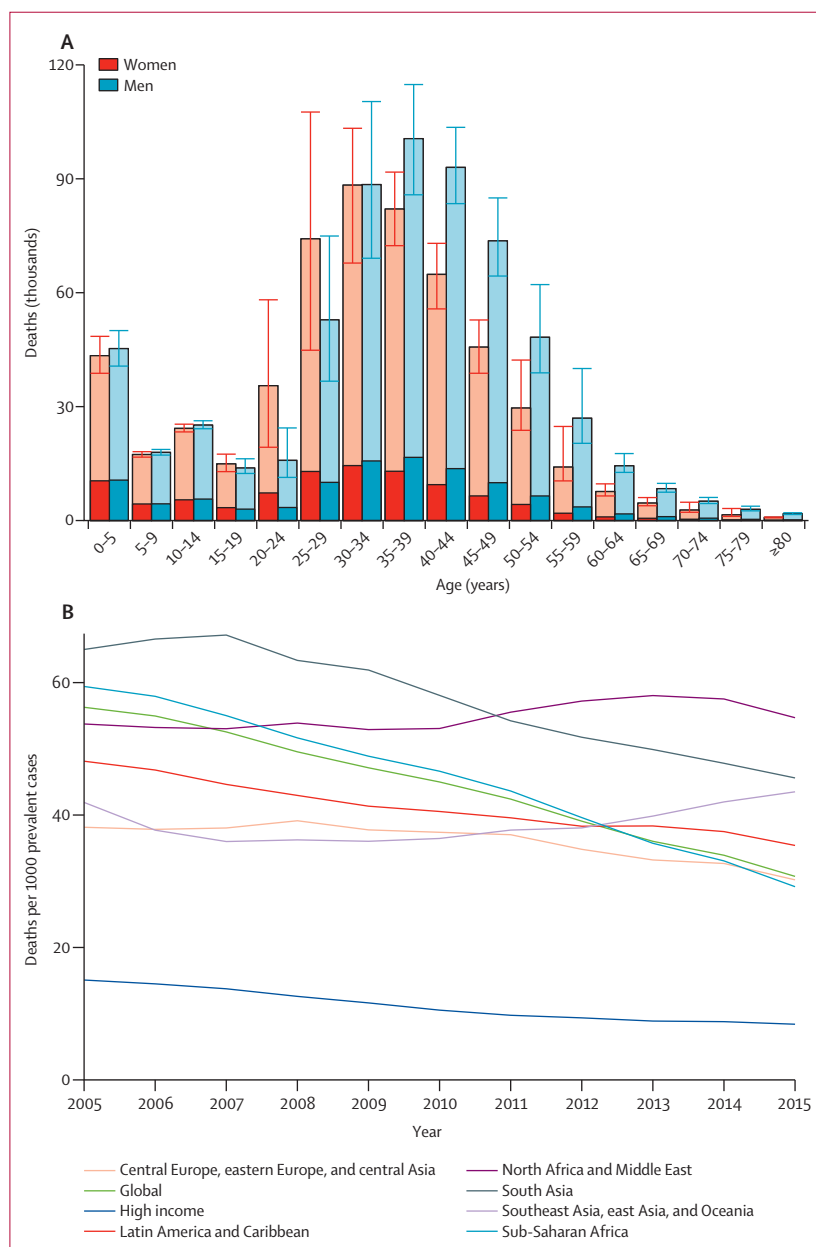 A
Women
Men
120
90
60
30
0
Deaths (thousands)
0–5
5–9
10–14
15–19
20–24
25–29
30–34
35–39
40–44
45–49
50–54
55–59
60–64
65–69
70–74
75–79
≥80
Age (years)
B
60
40
20
0
Deaths per 1000 prevalent cases
2005 2006 2007 2008 2009 2010 2011 2012 2013 2014 2015
Year
Central Europe, eastern Europe, and central Asia
Global
High income
Latin America and Caribbean
North Africa and Middle East
South Asia
Southeast Asia, east Asia, and Oceania
Sub-Saharan Africa